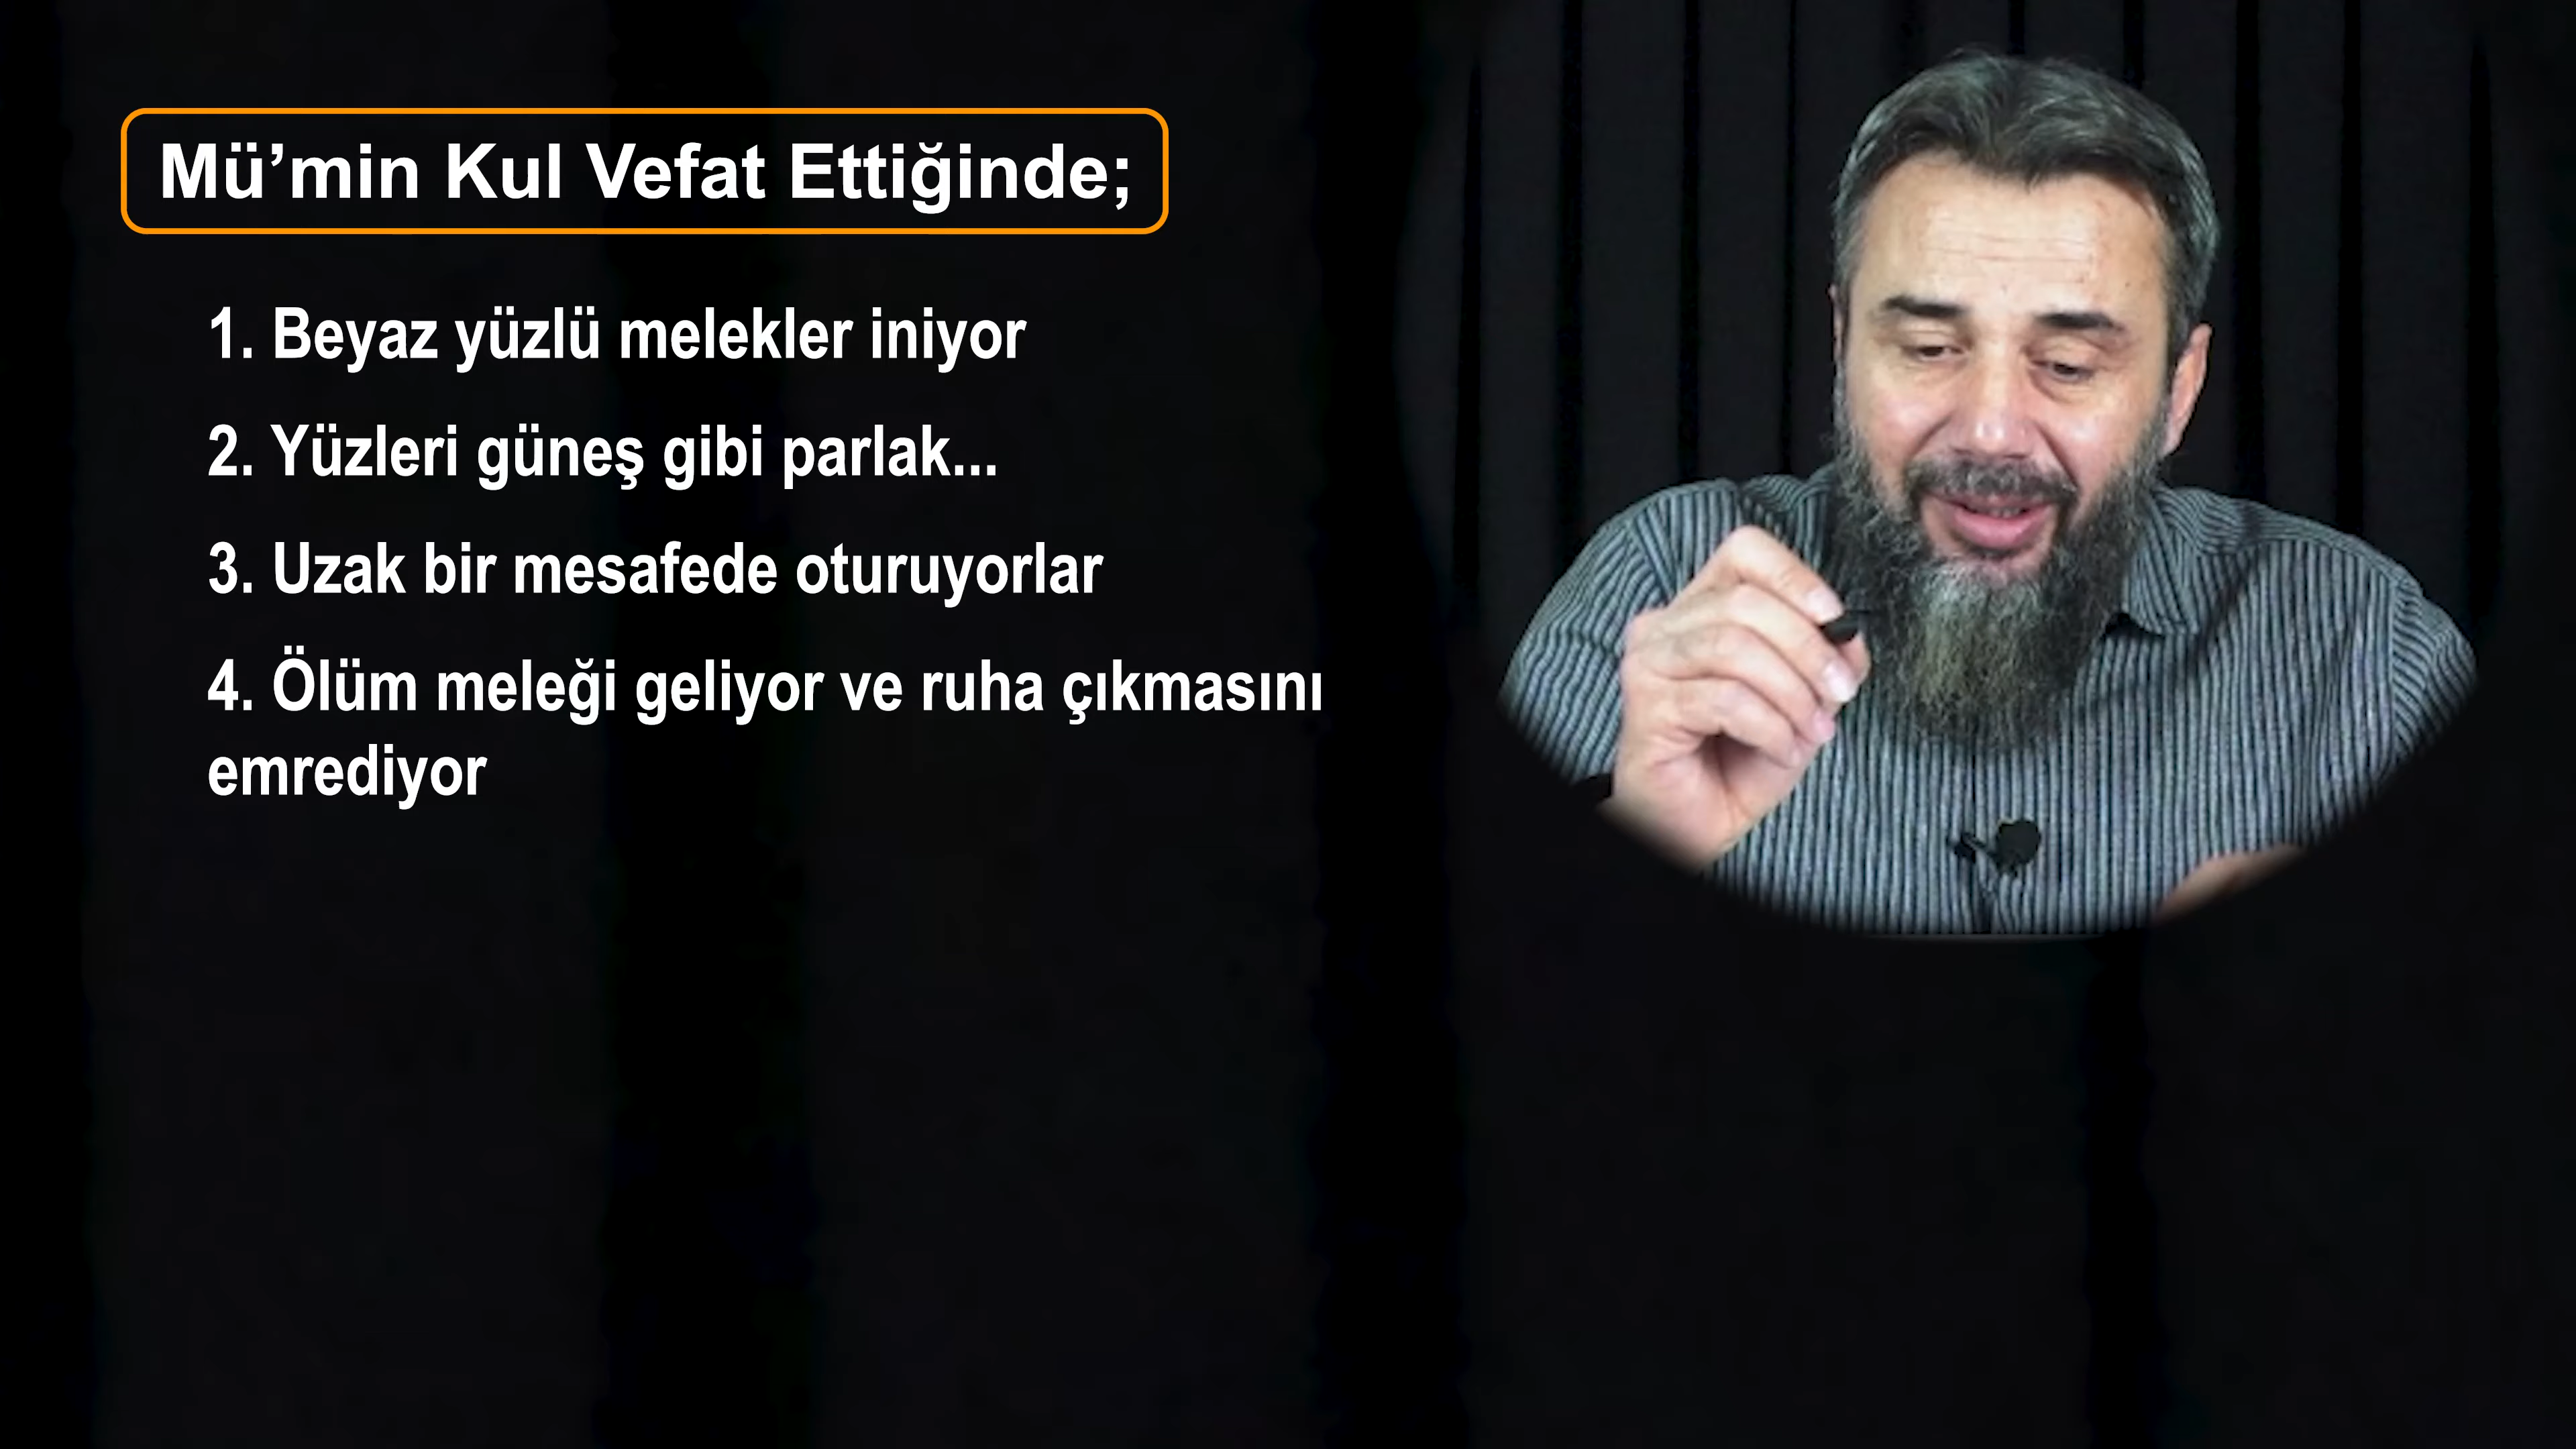 Mü’min Kul Vefat Ettiğinde;
1. Beyaz yüzlü melekler iniyor
2. Yüzleri güneş gibi parlak...
3. Uzak bir mesafede oturuyorlar
4. Ölüm meleği geliyor ve ruha çıkmasını
emrediyor